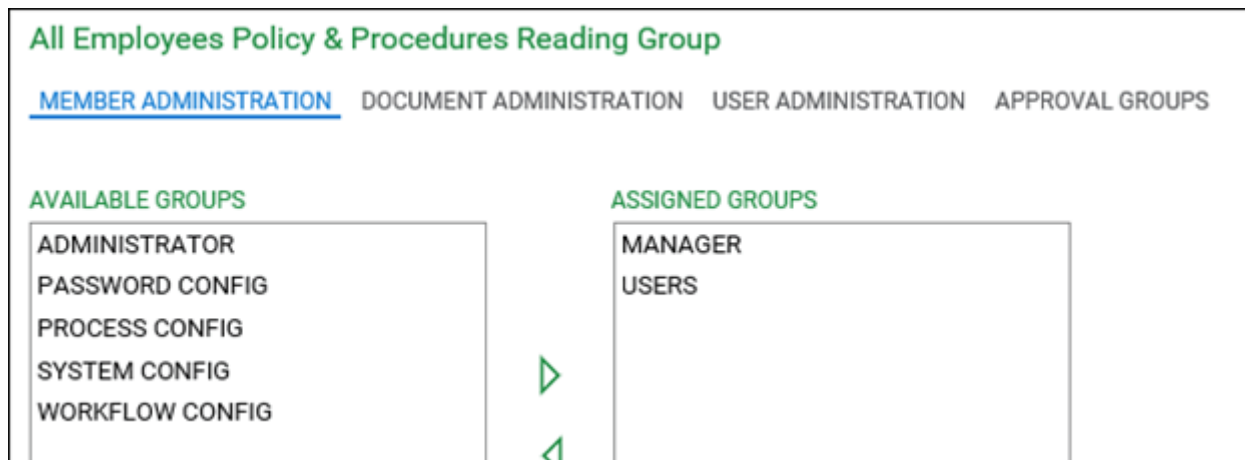 All Employees Policy & Procedures Reading Group
MEMBER ADMINISTRATION DOCUMENT ADMINISTRATION USER ADMINISTRATION APPROVAL GROUPS
AVAILABLE GROUPS
ADMINISTRATOR
PASSWORD CONFIG
PROCESS CONFIG
SYSTEM CONFIG
WORKFLOW CONFIG
ASSIGNED GROUPS
MANAGER
USERS